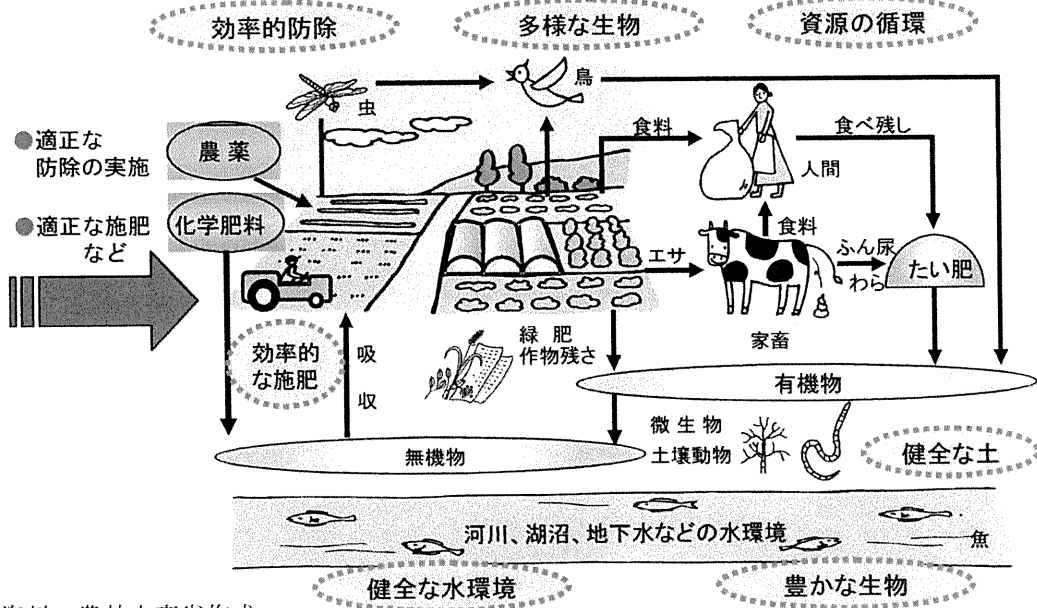 効率的防除
多様な生物
資源の循環
虫
鳥
●適正な
防除の実施
農薬
食料
食べ残し
人間
●適正な施肥
など
化学肥料
食料
エサ
ふん尿
わら
たい肥
家畜
効率的
な施肥
吸
収
緑肥
作物残さ
有機物
微生物
土壌動物
健全な土
無機物
河川、湖沼、地下水などの水環境
魚
健全な水環境
豊かな生物